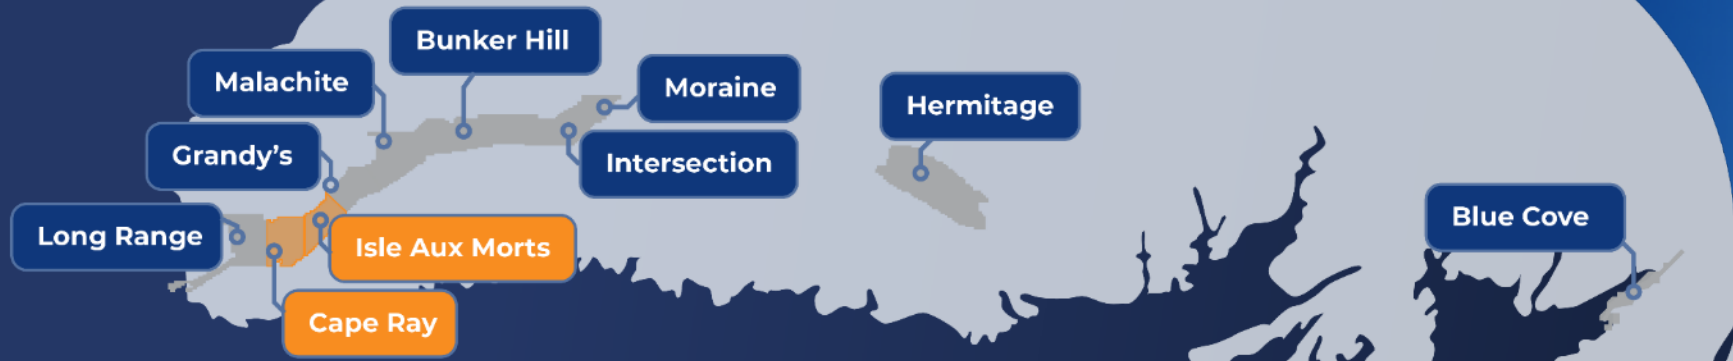 Bunker Hill
Malachite
Moraine
Hermitage
Grandy's
Intersection
Blue Cove
Long Range
Isle Aux Morts
Cape Ray